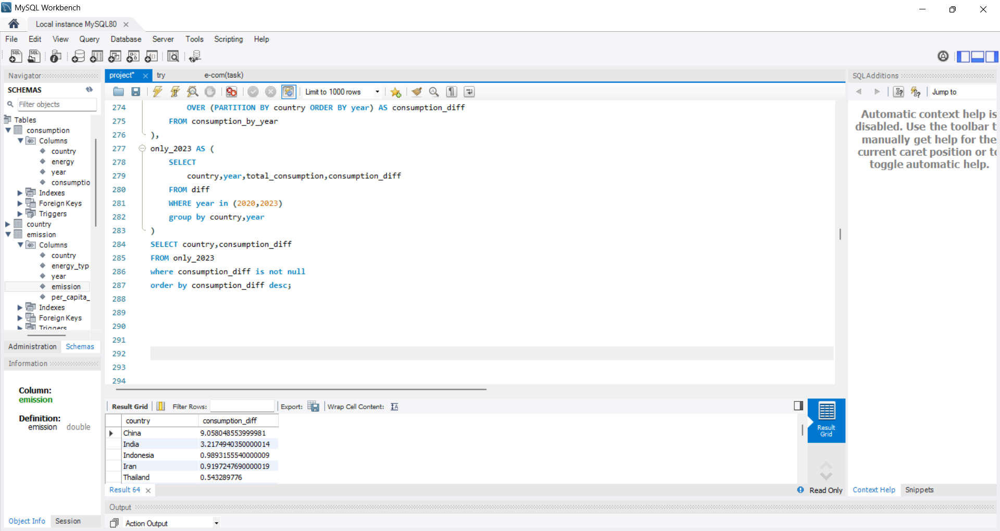 MySQL Workbench
Local instance MySQL80
File Edit View Query Database Server Tools Scripting Help
Navigator
SCHEMAS
Filter objects
Tables
consumption
Columns
country
energy
year
consumptio
Indexes
Foreign Keys
Triggers
country
emission
Columns
country
energy_typ
year
emission
per_capita_
Indexes
Foreign Keys
Triggers
Administration Schemas
Information
Column:
emission
Definition:
emission double
Object Info Session
project* try e-com(task)
Limit to 1000 rows
274 OVER (PARTITION BY country ORDER BY year) AS consumption_diff
275 FROM consumption_by_year
276 ),
277 only_2023 AS (
278 SELECT
279 country,year,total_consumption,consumption_diff
280 FROM diff
281 WHERE year in (2020,2023)
282 group by country,year
283 )
284 SELECT country,consumption_diff
285 FROM only_2023
286 where consumption_diff is not null
287 order by consumption_diff desc;
288
289
290
291
292
293
294
Result Grid Filter Rows: Export: Wrap Cell Content:
country consumption_diff
China 9.058048553999981
India 3.2174940350000014
Indonesia 0.9893155540000009
Iran 0.9197247690000019
Thailand 0.543289776
Result Grid
Result 64
Read Only
Output
Action Output
SQLAdditions
Jump to
Automatic context help is
disabled. Use the toolbar t
manually get help for the
current caret position or to
toggle automatic help.
Context Help Snippets